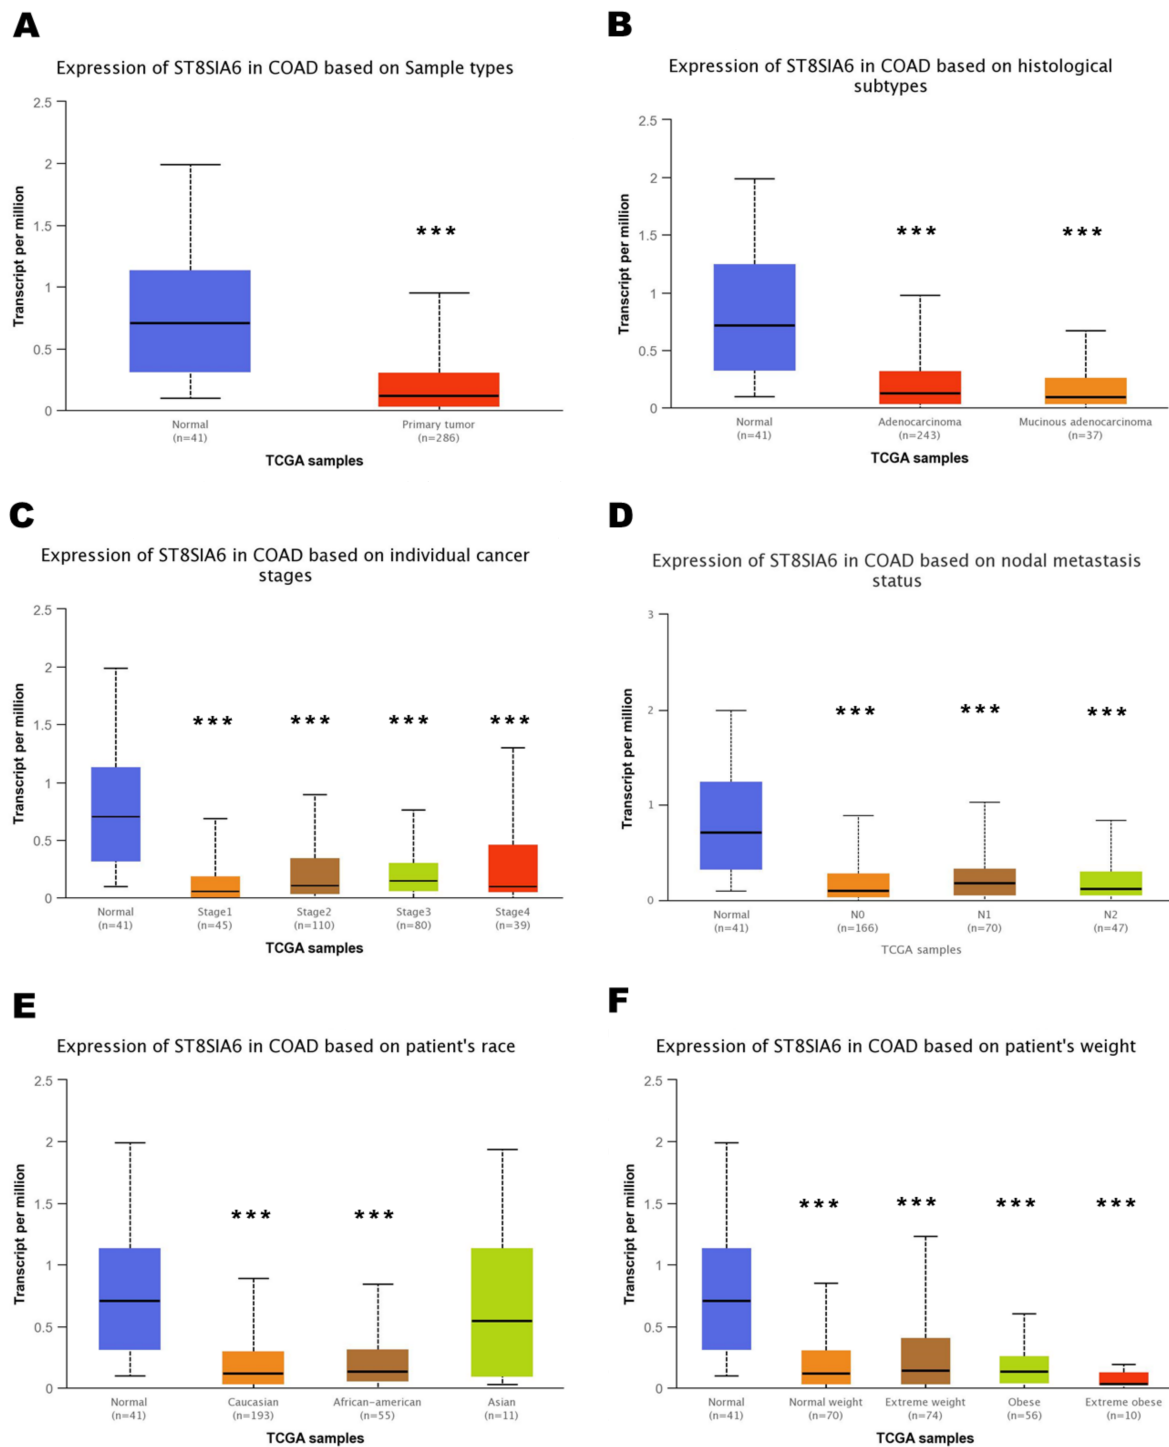 A
Expression of ST8SIA6 in COAD based on Sample types
2.5
2
1.5
1
0.5
0
Transcript per million
***
Normal
(n=41)
Primary tumor
(n=286)
TCGA samples
B
Expression of ST8SIA6 in COAD based on histological
subtypes
2.5
2
1.5
1
0.5
0
Transcript per million
***
***
Normal
(n=41)
Adenocarcinoma
(n=243)
Mucinous adenocarcinoma
(n=37)
TCGA samples
C
Expression of ST8SIA6 in COAD based on individual cancer
stages
2.5
2
1.5
1
0.5
0
Transcript per million
***
***
***
***
Normal
(n=41)
Stage1
(n=45)
Stage2
(n=110)
Stage3
(n=80)
Stage4
(n=39)
TCGA samples
D
Expression of ST8SIA6 in COAD based on nodal metastasis
status
3
2
1
0
Transcript per million
***
***
***
Normal
(n=41)
N0
(n=166)
N1
(n=70)
N2
(n=47)
TCGA samples
E
Expression of ST8SIA6 in COAD based on patient's race
2.5
2
1.5
1
0.5
0
Transcript per million
***
***
Normal
(n=41)
Caucasian
(n=193)
African-american
(n=55)
Asian
(n=11)
TCGA samples
F
Expression of ST8SIA6 in COAD based on patient's weight
2.5
2
1.5
1
0.5
0
Transcript per million
***
***
***
***
Normal
(n=41)
Normal weight
(n=70)
Extreme weight
(n=74)
Obese
(n=56)
Extreme obese
(n=10)
TCGA samples